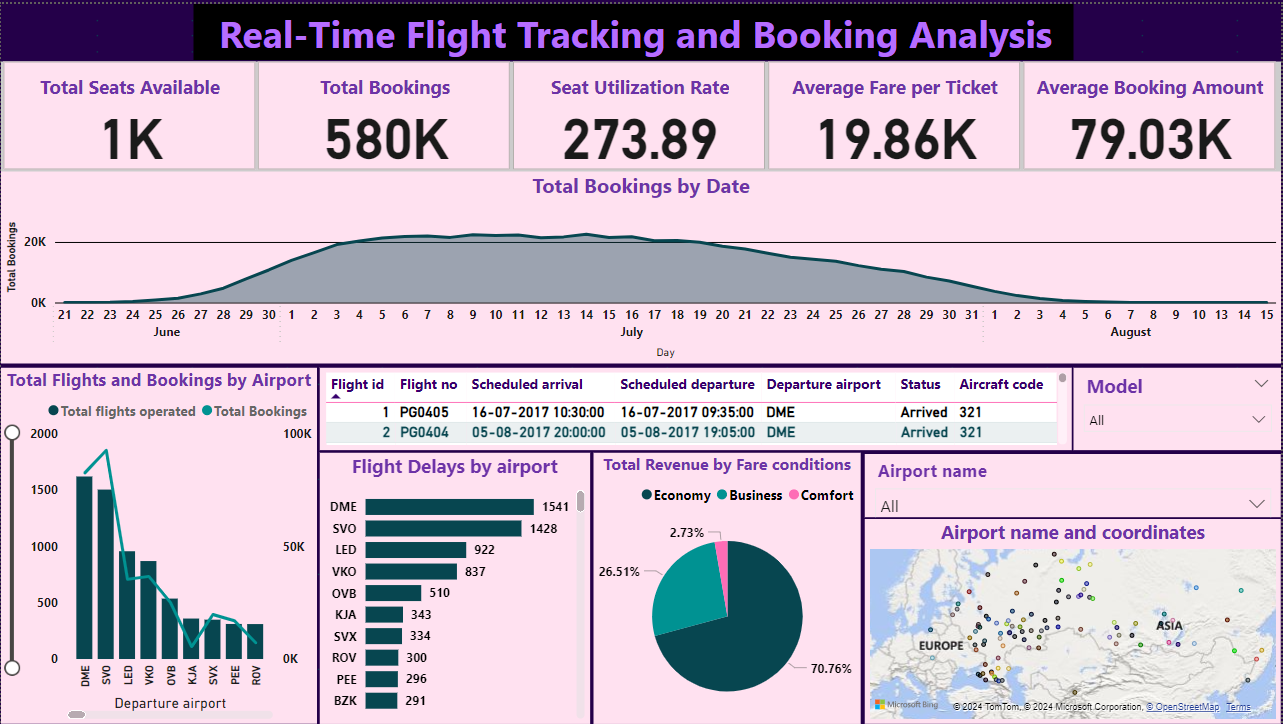 Real-Time Flight Tracking and Booking Analysis
Total Seats Available
1K
Total Bookings
580K
Seat Utilization Rate
273.89
Average Fare per Ticket
19.86K
Average Booking Amount
79.03K
Total Bookings by Date
Total Bookings
20K
0K
21 22 23 24 25 26 27 28 29 30 1 2 3 4 5 6 7 8 9 10 11 12 13 14 15 16 17 18 19 20 21 22 23 24 25 26 27 28 29 30 31 1 2 3 4 5 6 7 8 9 10 13 14 15
June July August
Day
Total Flights and Bookings by Airport
Total flights operated Total Bookings
2000 100K
1500
1000 50K
500
0 0K
DME SVO LED VKO OVB KJA SVX PEE ROV
Departure airport
Flight id Flight no Scheduled arrival Scheduled departure Departure airport Status Aircraft code
1 PG0405 16-07-2017 10:30:00 16-07-2017 09:35:00 DME Arrived 321
2 PG0404 05-08-2017 20:00:00 05-08-2017 19:05:00 DME Arrived 321
Model
All
Flight Delays by airport
DME 1541
SVO 1428
LED 922
VKO 837
OVB 510
KJA 343
SVX 334
ROV 300
PEE 296
BZK 291
Total Revenue by Fare conditions
Economy Business Comfort
2.73%
26.51%
70.76%
Airport name
All
Airport name and coordinates
ASIA
EUROPE
Microsoft Bing
© 2024 TomTom, © 2024 Microsoft Corporation, © OpenStreetMap Terms